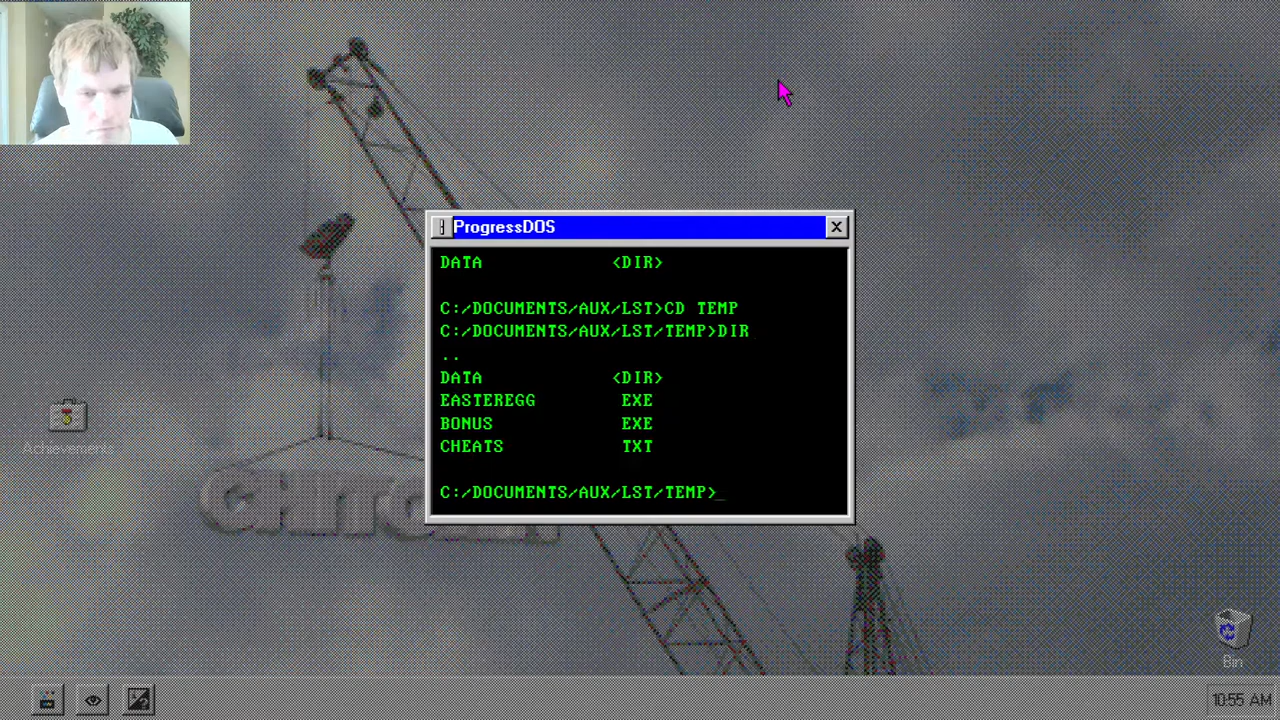 ProgressDOS
DATA <DIR>
C:/DOCUMENTS/AUX/LST>CD TEMP
C:/DOCUMENTS/AUX/LST/TEMP>DIR
..
DATA <DIR>
EASTEREGG EXE
BONUS EXE
CHEATS TXT
C:/DOCUMENTS/AUX/LST/TEMP>_
Achievements
Bin
10:55 AM